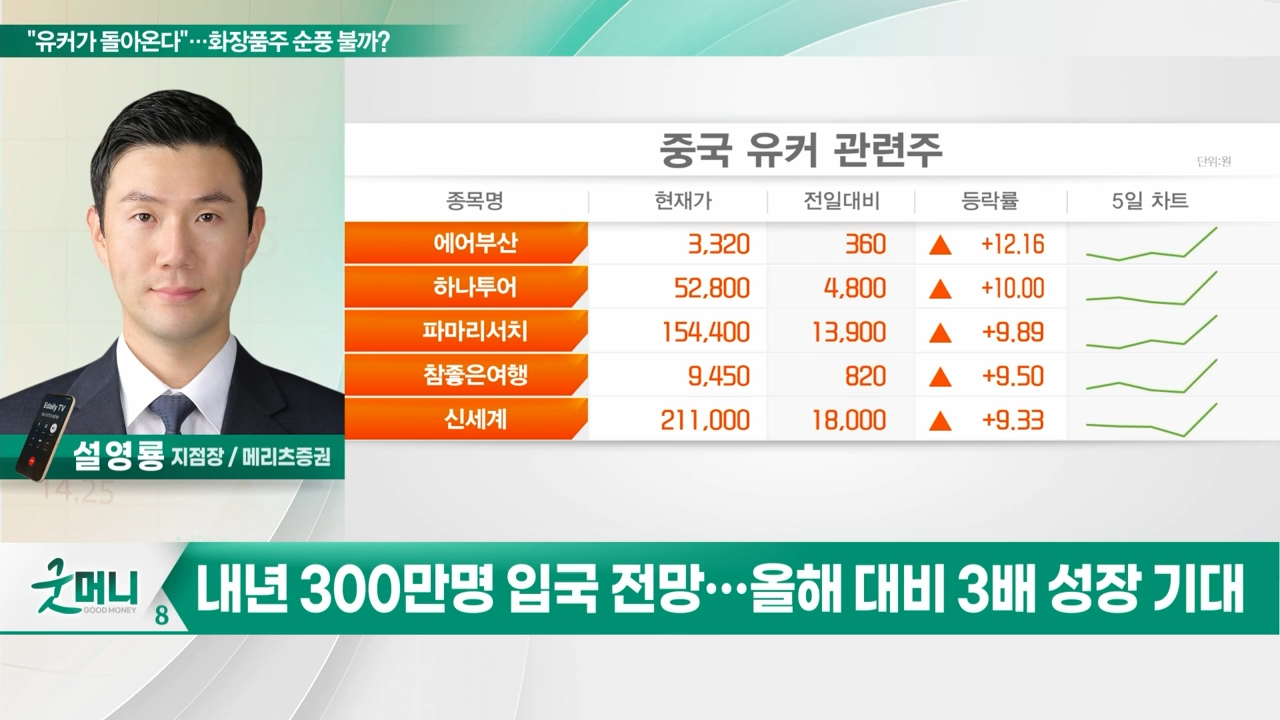 "유커가 돌아온다"…화장품주 순풍 불까?
중국 유커 관련주
단위:원
종목명 현재가 전일대비 등락률 5일 차트
에어부산 3,320 360 ▲ +12.16
하나투어 52,800 4,800 ▲ +10.00
파마리서치 154,400 13,900 ▲ +9.89
참좋은여행 9,450 820 ▲ +9.50
신세계 211,000 18,000 ▲ +9.33
Edaily TV
설영룡 지점장 / 메리츠증권
14.25
굿머니
GOOD MONEY
8
내년 300만명 입국 전망…올해 대비 3배 성장 기대